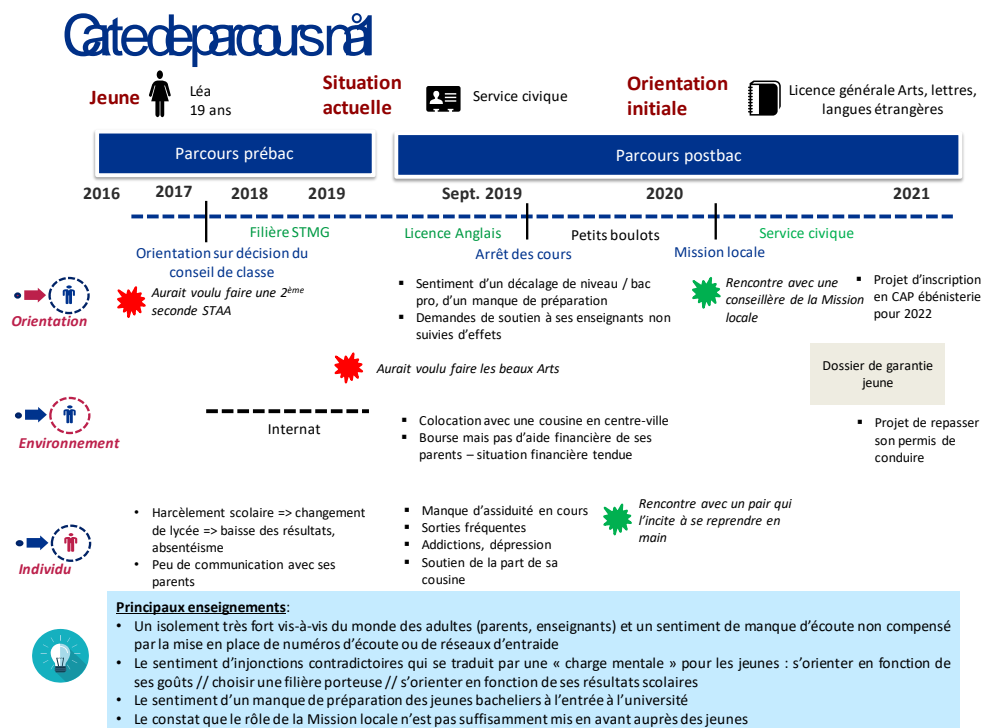 Carte de parcours n°1
Jeune
Léa
19 ans
Situation
actuelle
Service civique
Orientation
initiale
Licence générale Arts, lettres,
langues étrangères
Parcours prébac
Parcours postbac
2016
2017
2018
2019
Sept. 2019
2020
2021
Filière STMG
Licence Anglais
Petits boulots
Service civique
Orientation sur décision du
conseil de classe
Arrêt des cours
Mission locale
Orientation
Aurait voulu faire une 2ème
seconde STAA
▪ Sentiment d'un décalage de niveau / bac
pro, d'un manque de préparation
▪ Demandes de soutien à ses enseignants non
suivies d'effets
Rencontre avec une
conseillère de la Mission
locale
▪ Projet d'inscription
en CAP ébénisterie
pour 2022
Aurait voulu faire les beaux Arts
Dossier de garantie
jeune
Environnement
Internat
▪ Colocation avec une cousine en centre-ville
▪ Bourse mais pas d'aide financière de ses
parents – situation financière tendue
▪ Projet de repasser
son permis de
conduire
Individu
• Harcèlement scolaire => changement
de lycée => baisse des résultats,
absentéisme
• Peu de communication avec ses
parents
▪ Manque d'assiduité en cours
▪ Sorties fréquentes
▪ Addictions, dépression
▪ Soutien de la part de sa
cousine
Rencontre avec un pair qui
l'incite à se reprendre en
main
Principaux enseignements:
• Un isolement très fort vis-à-vis du monde des adultes (parents, enseignants) et un sentiment de manque d'écoute non compensé
par la mise en place de numéros d'écoute ou de réseaux d'entraide
• Le sentiment d'injonctions contradictoires qui se traduit par une « charge mentale » pour les jeunes : s'orienter en fonction de
ses goûts // choisir une filière porteuse // s'orienter en fonction de ses résultats scolaires
• Le sentiment d'un manque de préparation des jeunes bacheliers à l'entrée à l'université
• Le constat que le rôle de la Mission locale n'est pas suffisamment mis en avant auprès des jeunes